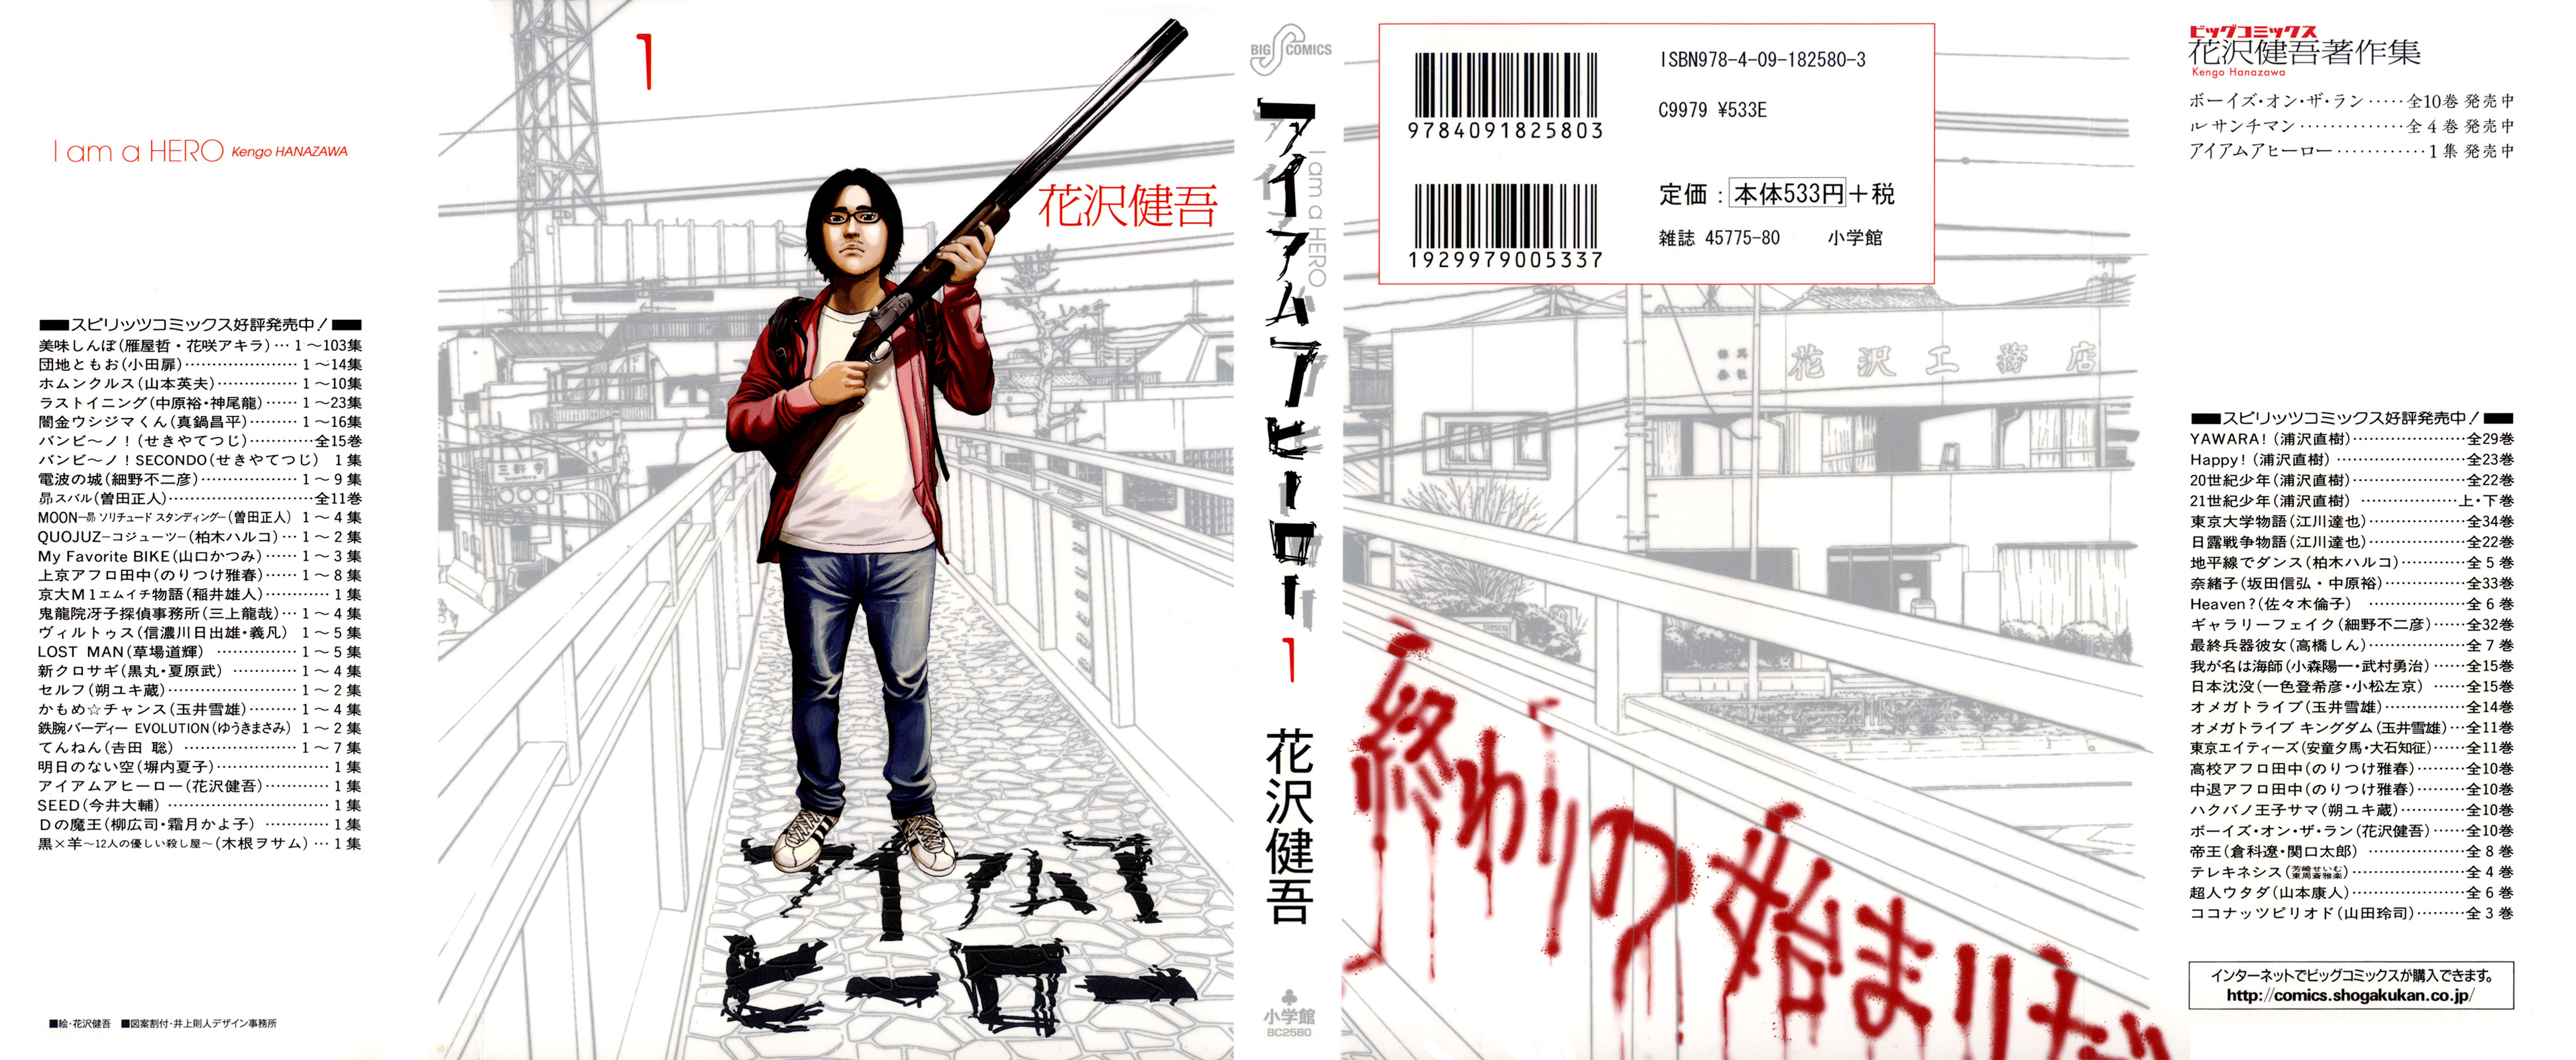 I am a HERO Kengo HANAZAWA
■■スピリッツコミックス好評発売中!■■
美味しんぼ(雁屋哲・花咲アキラ)… 1 〜103集
団地ともお(小田扉)………………… 1 〜14集
ホムンクルス(山本英夫)…………… 1 〜10集
ラストイニング(中原裕・神尾龍)…… 1 〜23集
闇金ウシジマくん(真鍋昌平)……… 1 〜16集
バンビ〜ノ!(せきやてつじ)…………全15巻
バンビ〜ノ!SECONDO(せきやてつじ) 1 集
電波の城(細野不二彦)……………… 1 〜 9 集
昴スバル(曽田正人)………………………全11巻
MOON―昴 ソリチュード スタンディング―(曽田正人) 1 〜 4 集
QUOJUZ−コジューツ−(柏木ハルコ)… 1 〜 2 集
My Favorite BIKE(山口かつみ)…… 1 〜 3 集
上京アフロ田中(のりつけ雅春)…… 1 〜 8 集
京大M1エムイチ物語(稲井雄人)………… 1 集
鬼龍院冴子探偵事務所(三上龍哉)… 1 〜 4 集
ヴィルトゥス(信濃川日出雄・義凡) 1 〜 5 集
LOST MAN(草場道輝) …………… 1 〜 5 集
新クロサギ(黒丸・夏原武) ………… 1 〜 4 集
セルフ(朔ユキ蔵)…………………… 1 〜 2 集
かもめ☆チャンス(玉井雪雄)……… 1 〜 4 集
鉄腕バーディー EVOLUTION(ゆうきまさみ) 1 〜 2 集
てんねん(吉田 聡) ………………… 1 〜 7 集
明日のない空(塀内夏子)………………… 1 集
アイアムアヒーロー(花沢健吾)………… 1 集
SEED(今井大輔) ………………………… 1 集
Dの魔王(柳広司・霜月かよ子) ………… 1 集
黒×羊〜12人の優しい殺し屋〜(木根ヲサム)… 1 集
■絵・花沢健吾 ■図案割付・井上則人デザイン事務所
1
花沢健吾
三軒寺
アイアムア
ヒーロー
BIG COMICS
アイアムアヒーロー
I am a HERO
1
花沢健吾
小学館
BC2580
ISBN978-4-09-182580-3
C9979 ¥533E
9784091825803
定価:本体533円+税
雑誌 45775-80 小学館
1929979005337
株式会社 花沢工務店
終わりの始まりだ
ビッグコミックス
花沢健吾著作集
Kengo Hanazawa
ボーイズ・オン・ザ・ラン……全10巻 発売中
ルサンチマン……………全 4 巻 発売中
アイアムアヒーロー…………1 集 発売中
■■スピリッツコミックス好評発売中!■■
YAWARA!(浦沢直樹)…………………全29巻
Happy!(浦沢直樹) ……………………全23巻
20世紀少年(浦沢直樹)…………………全22巻
21世紀少年(浦沢直樹) ………………上・下巻
東京大学物語(江川達也)………………全34巻
日露戦争物語(江川達也)………………全22巻
地平線でダンス(柏木ハルコ)…………全 5 巻
奈緒子(坂田信弘・中原裕)……………全33巻
Heaven?(佐々木倫子) ………………全 6 巻
ギャラリーフェイク(細野不二彦)……全32巻
最終兵器彼女(高橋しん)………………全 7 巻
我が名は海師(小森陽一・武村勇治)……全15巻
日本沈没(一色登希彦・小松左京) ……全15巻
オメガトライブ(玉井雪雄)……………全14巻
オメガトライブ キングダム(玉井雪雄)…全11巻
東京エイティーズ(安童夕馬・大石知征)……全11巻
高校アフロ田中(のりつけ雅春)………全10巻
中退アフロ田中(のりつけ雅春)………全10巻
ハクバノ王子サマ(朔ユキ蔵)…………全10巻
ボーイズ・オン・ザ・ラン(花沢健吾)……全10巻
帝王(倉科遼・関口太郎) ………………全 8 巻
テレキネシス(芳崎せいむ 東周斎雅楽)…………………全 4 巻
超人ウタダ(山本康人)…………………全 6 巻
ココナッツピリオド(山田玲司)………全 3 巻
インターネットでビッグコミックスが購入できます。
http://comics.shogakukan.co.jp/